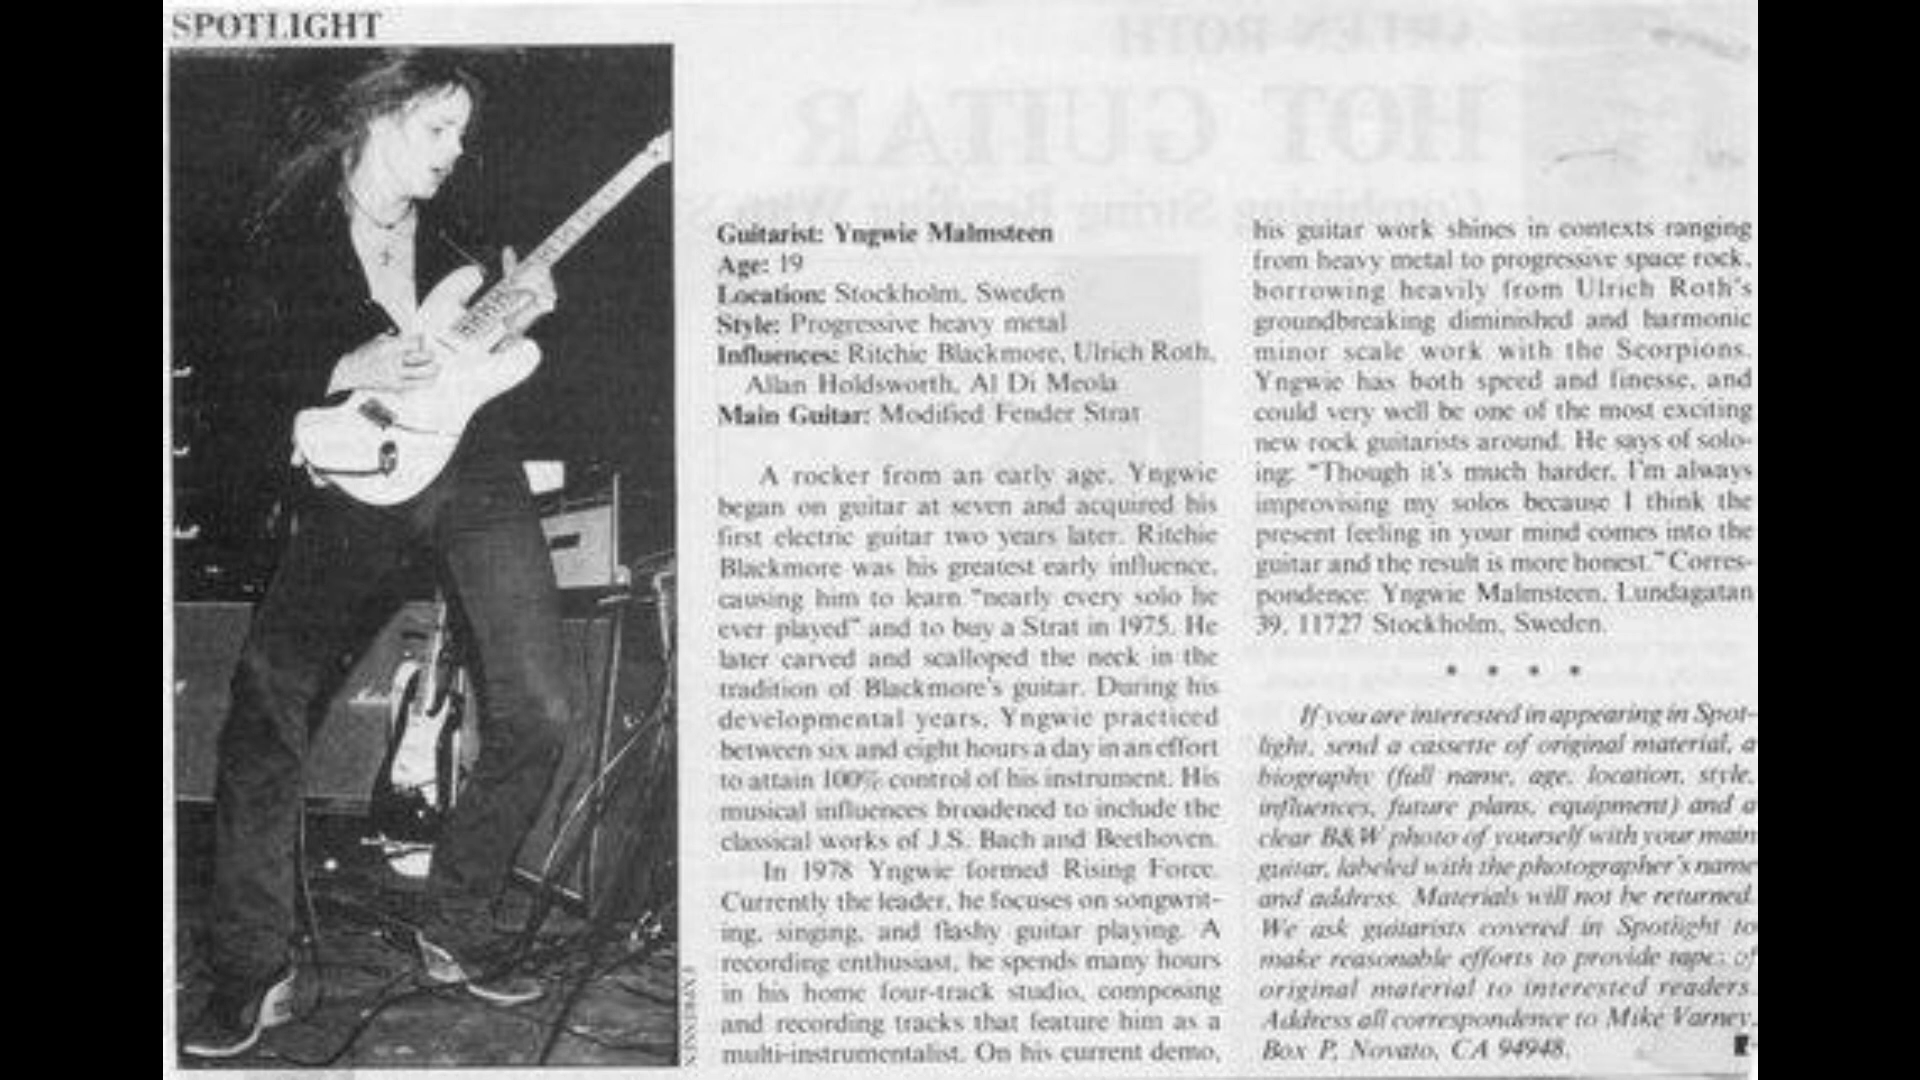 SPOTLIGHT
Guitarist: Yngwie Malmsteen
Age: 19
Location: Stockholm, Sweden
Style: Progressive heavy metal
Influences: Ritchie Blackmore, Ulrich Roth,
Allan Holdsworth, Al Di Meola
Main Guitar: Modified Fender Strat
A rocker from an early age, Yngwie
began on guitar at seven and acquired his
first electric guitar two years later. Ritchie
Blackmore was his greatest early influence,
causing him to learn "nearly every solo he
ever played" and to buy a Strat in 1975. He
later carved and scalloped the neck in the
tradition of Blackmore's guitar. During his
developmental years, Yngwie practiced
between six and eight hours a day in an effort
to attain 100% control of his instrument. His
musical influences broadened to include the
classical works of J.S. Bach and Beethoven.
In 1978 Yngwie formed Rising Force.
Currently the leader, he focuses on songwrit-
ing, singing, and flashy guitar playing. A
recording enthusiast, he spends many hours
in his home four-track studio, composing
and recording tracks that feature him as a
multi-instrumentalist. On his current demo,
his guitar work shines in contexts ranging
from heavy metal to progressive space rock,
borrowing heavily from Ulrich Roth's
groundbreaking diminished and harmonic
minor scale work with the Scorpions.
Yngwie has both speed and finesse, and
could very well be one of the most exciting
new rock guitarists around. He says of solo-
ing: "Though it's much harder, I'm always
improvising my solos because I think the
present feeling in your mind comes into the
guitar and the result is more honest." Corres-
pondence: Yngwie Malmsteen, Lundagatan
39, 11727 Stockholm, Sweden.
* * * *
If you are interested in appearing in Spot-
light, send a cassette of original material, a
biography (full name, age, location, style,
influences, future plans, equipment) and a
clear B&W photo of yourself with your main
guitar, labeled with the photographer's name
and address. Materials will not be returned.
We ask guitarists covered in Spotlight to
make reasonable efforts to provide tapes of
original material to interested readers.
Address all correspondence to Mike Varney,
Box P, Novato, CA 94948.
HOT GUITAR